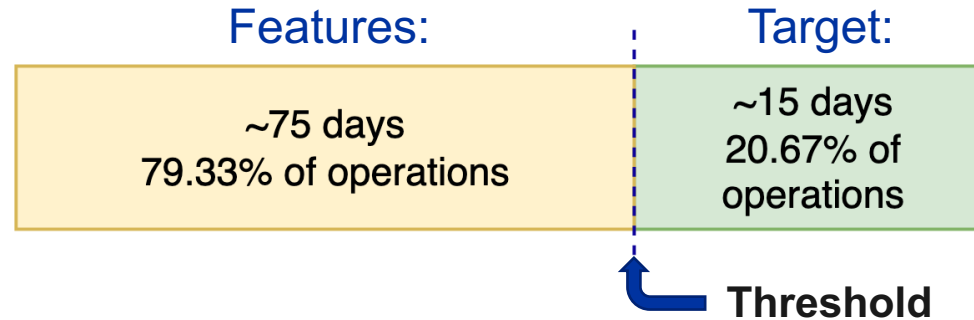 Features:
Target:
~75 days
79.33% of operations
~15 days
20.67% of
operations
Threshold